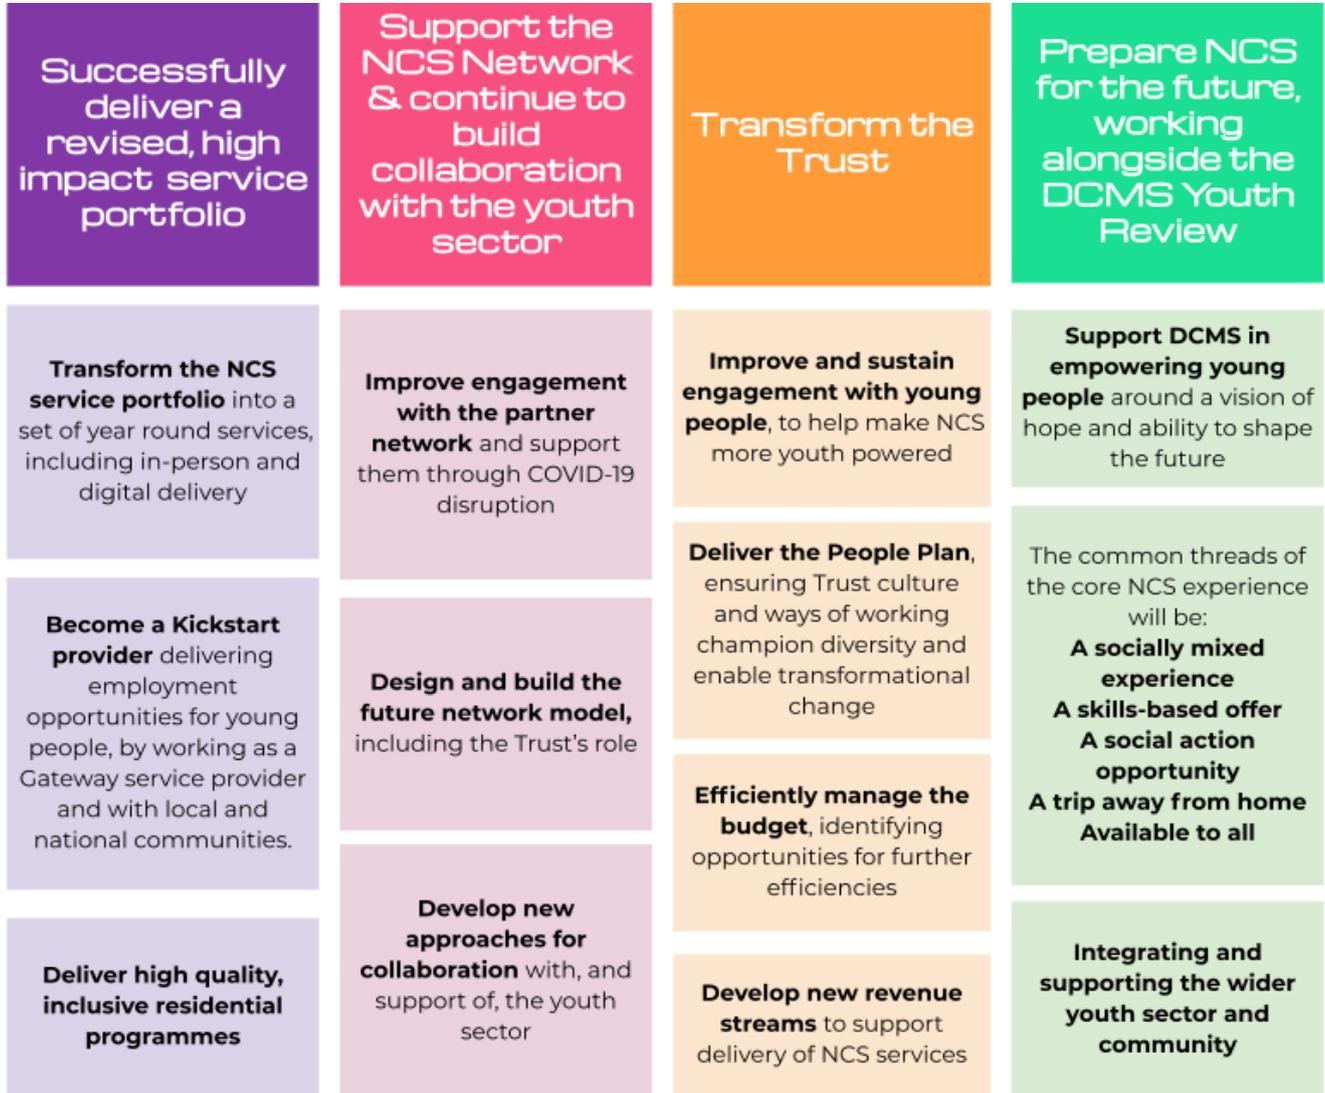 Successfully
deliver a
revised, high
impact service
portfolio
Transform the NCS
service portfolio into a
set of year round services,
including in-person and
digital delivery
Become a Kickstart
provider delivering
employment
opportunities for young
people, by working as a
Gateway service provider
and with local and
national communities.
Deliver high quality,
inclusive residential
programmes
Support the
NCS Network
& continue to
build
collaboration
with the youth
sector
Improve engagement
with the partner
network and support
them through COVID-19
disruption
Design and build the
future network model,
including the Trust's role
Develop new
approaches for
collaboration with, and
support of, the youth
sector
Transform the
Trust
Improve and sustain
engagement with young
people, to help make NCS
more youth powered
Deliver the People Plan,
ensuring Trust culture
and ways of working
champion diversity and
enable transformational
change
Efficiently manage the
budget, identifying
opportunities for further
efficiencies
Develop new revenue
streams to support
delivery of NCS services
Prepare NCS
for the future,
working
alongside the
DCMS Youth
Review
Support DCMS in
empowering young
people around a vision of
hope and ability to shape
the future
The common threads of
the core NCS experience
will be:
A socially mixed
experience
A skills-based offer
A social action
opportunity
A trip away from home
Available to all
Integrating and
supporting the wider
youth sector and
community